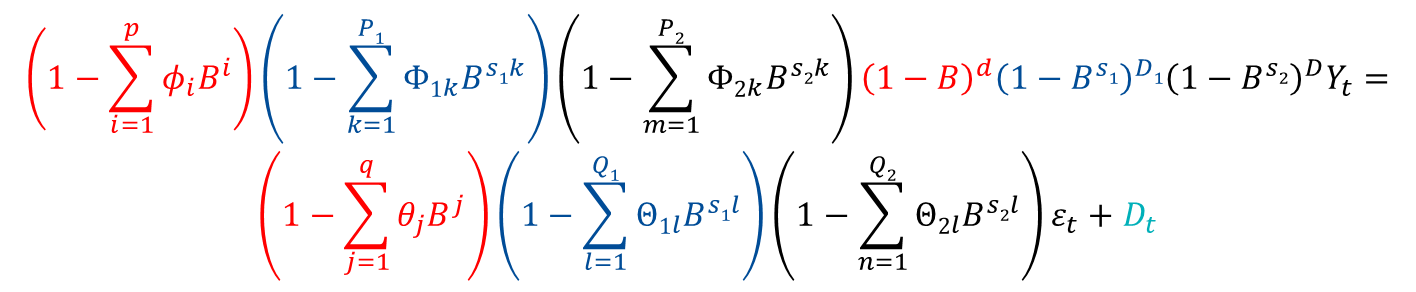 (1 − ∑_{i=1}^{p} ϕ_i B^i) (1 − ∑_{k=1}^{P_1} Φ_{1k} B^{s_1 k}) (1 − ∑_{m=1}^{P_2} Φ_{2k} B^{s_2 k}) (1 − B)^d (1 − B^{s_1})^{D_1} (1 − B^{s_2})^D Y_t =
(1 − ∑_{j=1}^{q} θ_j B^j) (1 − ∑_{l=1}^{Q_1} Θ_{1l} B^{s_1 l}) (1 − ∑_{n=1}^{Q_2} Θ_{2l} B^{s_2 l}) ε_t + D_t